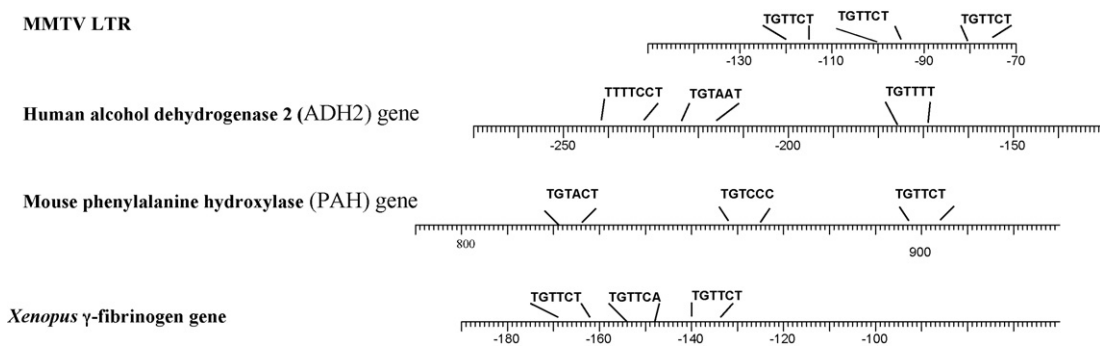 MMTV LTR
TGTTCT TGTTCT TGTTCT
-130 -110 -90 -70
Human alcohol dehydrogenase 2 (ADH2) gene
TTTTCCT TGTAAT TGTTTT
-250 -200 -150
Mouse phenylalanine hydroxylase (PAH) gene
TGTACT TGTCCC TGTTCT
800 900
Xenopus γ-fibrinogen gene
TGTTCT TGTTCA TGTTCT
-180 -160 -140 -120 -100